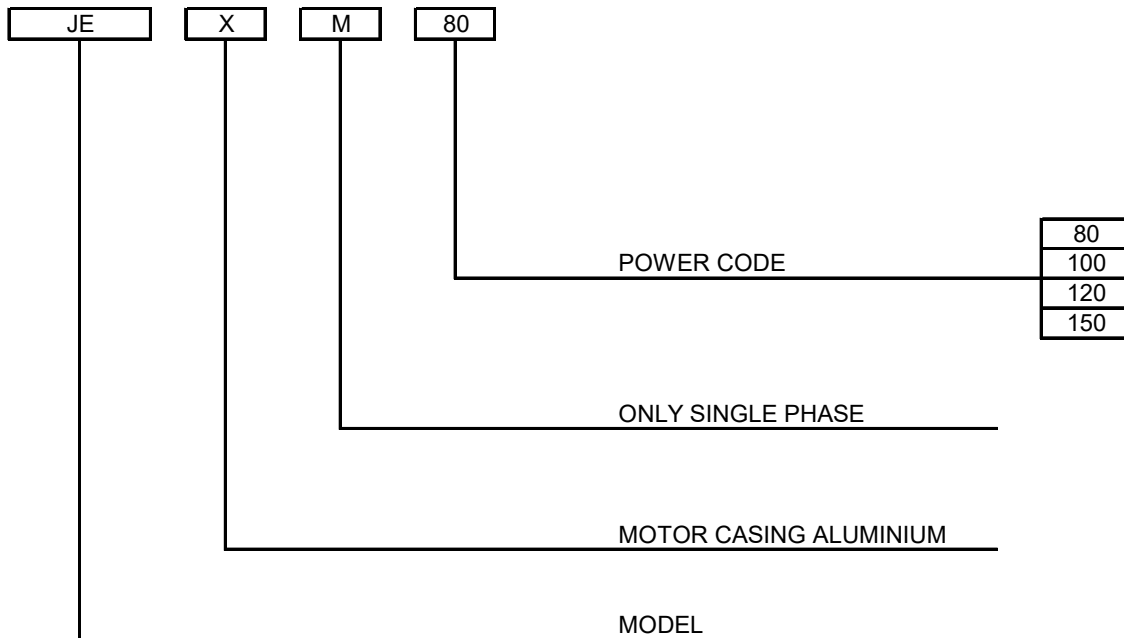 JE X M 80
80
POWER CODE 100
120
150
ONLY SINGLE PHASE
MOTOR CASING ALUMINIUM
MODEL